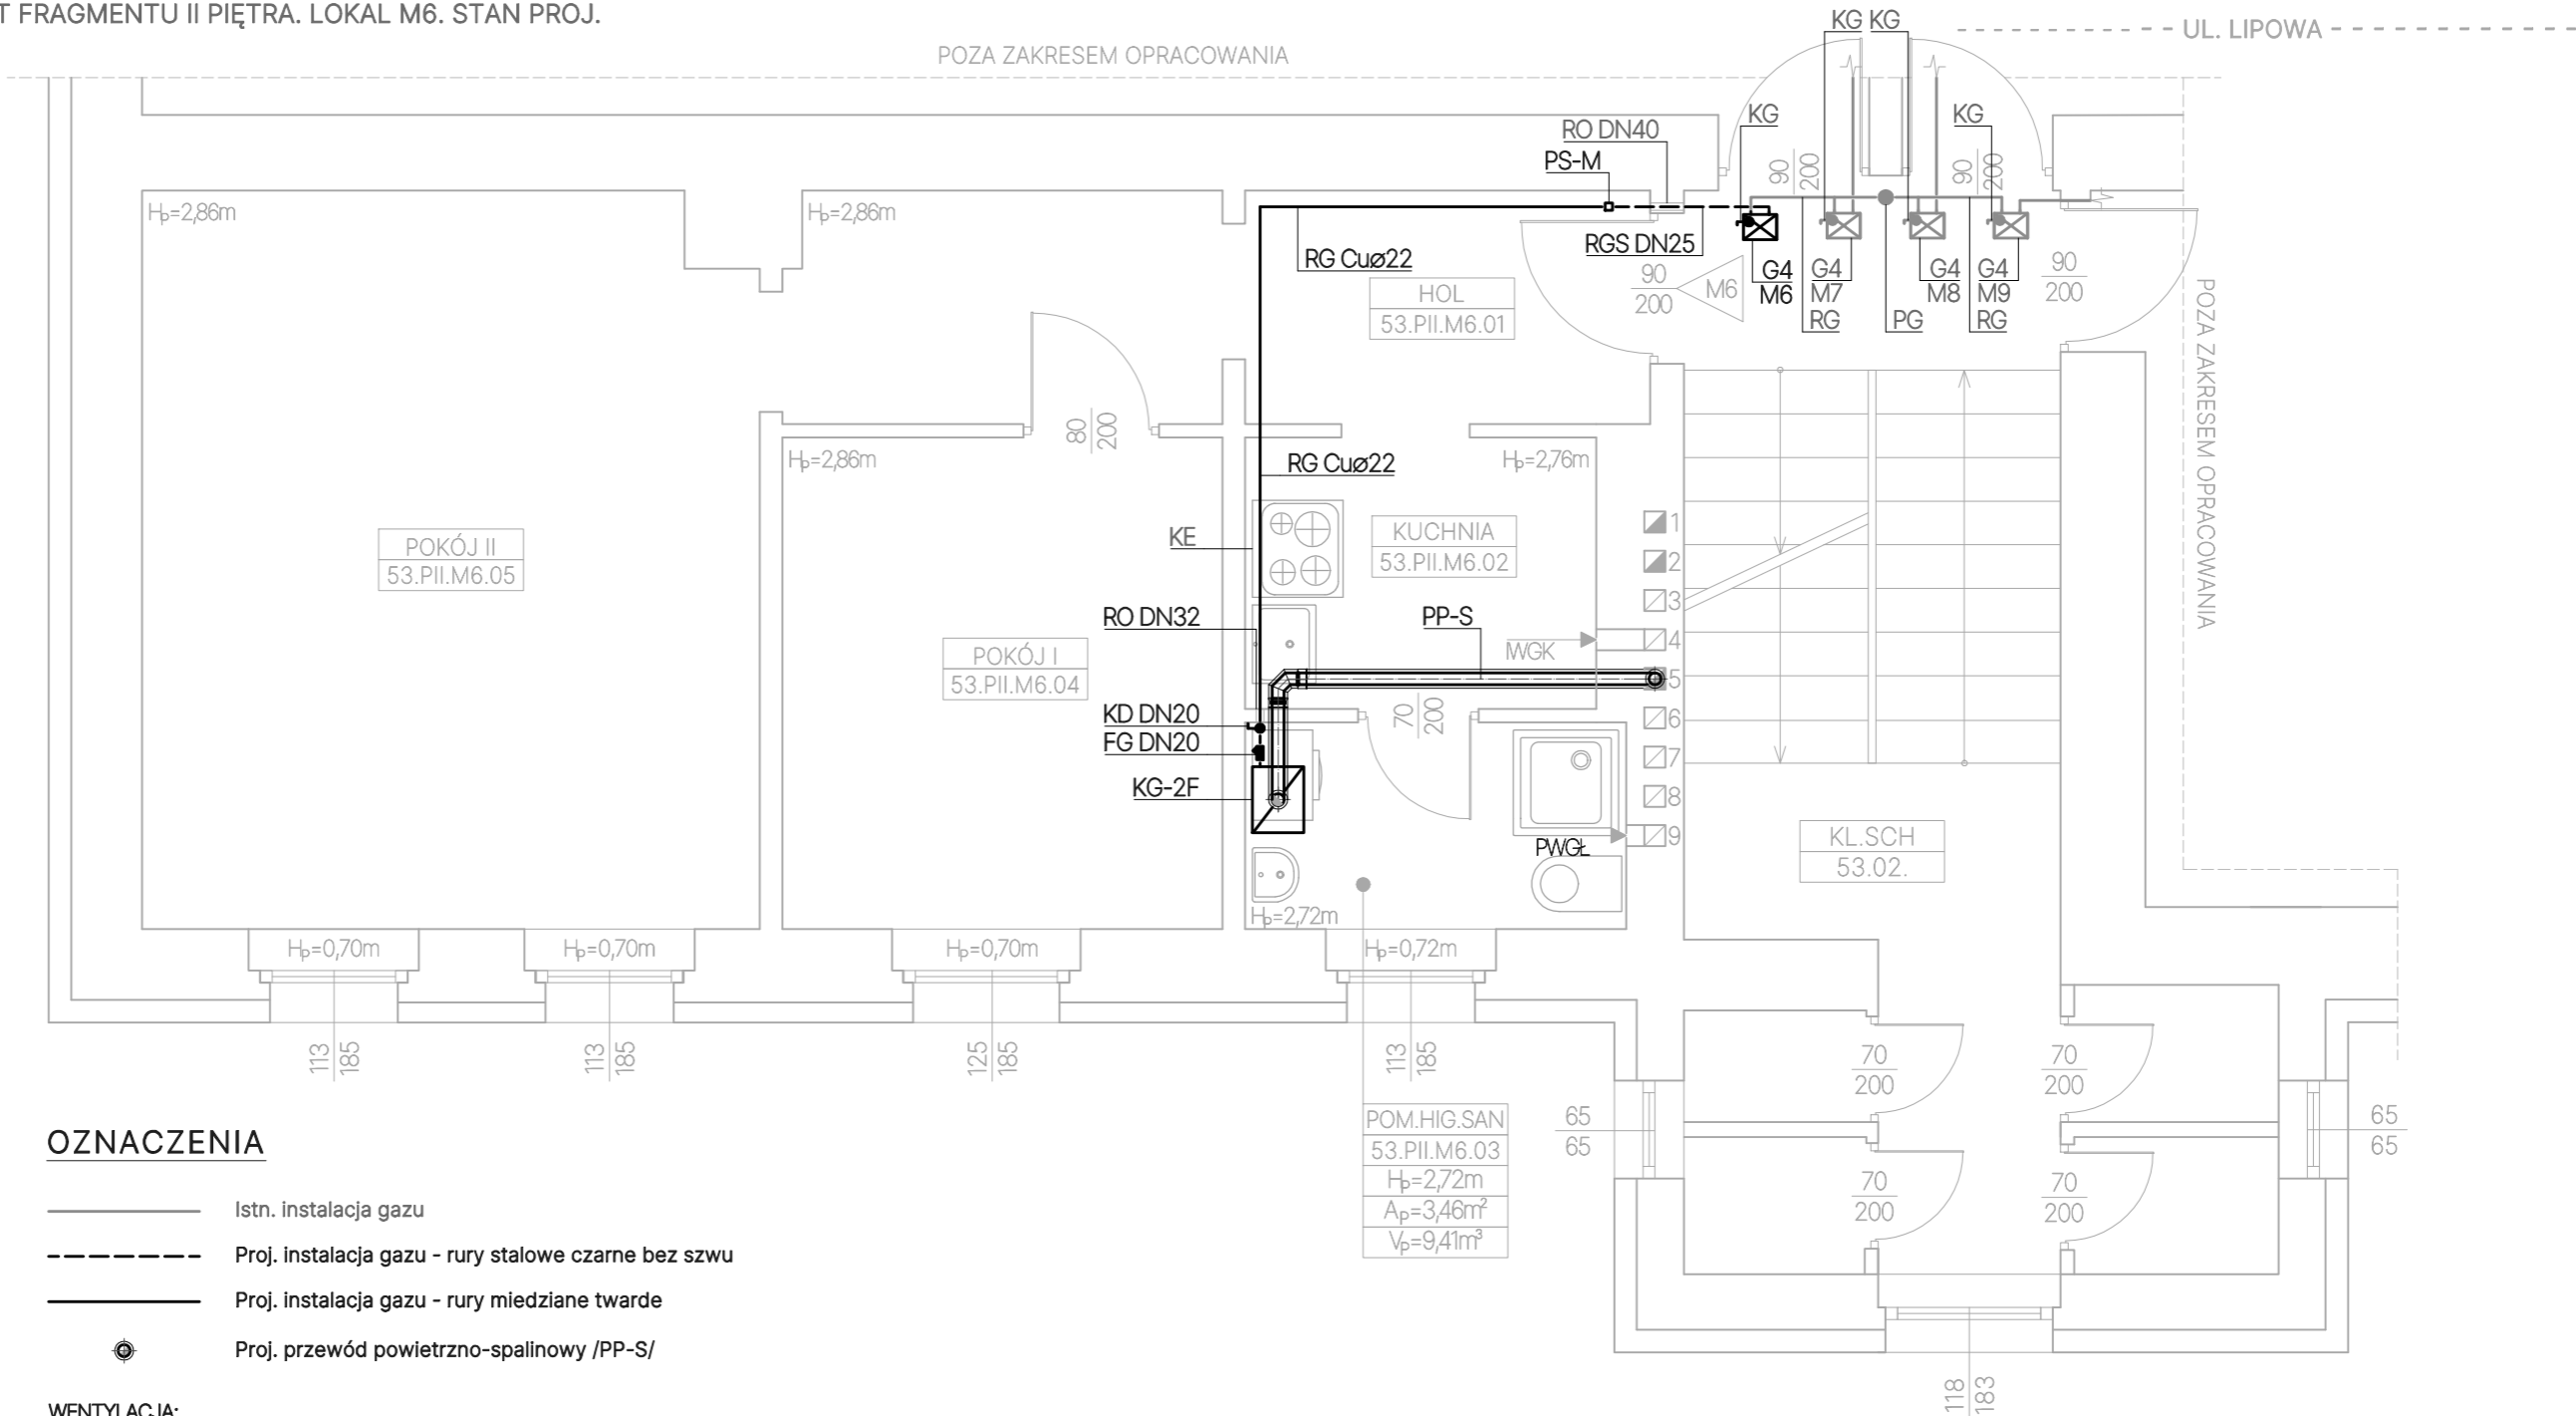 T FRAGMENTU II PIĘTRA. LOKAL M6. STAN PROJ.
POZA ZAKRESEM OPRACOWANIA
UL. LIPOWA
KG KG
KG
KG
RO DN40
PS-M
90
200
90
200
Hp=2,86m
Hp=2,86m
RGS DN25
RG Cuø22
HOL
53.PII.M6.01
90
200
M6
G4
M6
G4
M7
G4
M8
G4
M9
RG
PG
RG
90
200
POZA ZAKRESEM OPRACOWANIA
80
200
Hp=2,86m
RG Cuø22
Hp=2,76m
KE
KUCHNIA
53.PII.M6.02
POKÓJ II
53.PII.M6.05
1
2
3
4
5
6
7
8
9
RO DN32
PP-S
WGK
POKÓJ I
53.PII.M6.04
KD DN20
FG DN20
KG-2F
70
200
PWGŁ
KL.SCH
53.02.
Hp=2,72m
Hp=0,70m
Hp=0,70m
Hp=0,70m
Hp=0,72m
113
185
113
185
125
185
113
185
70
200
70
200
65
65
65
65
70
200
70
200
POM.HIG.SAN
53.PII.M6.03
Hp=2,72m
Ap=3,46m²
Vp=9,41m³
118
183
OZNACZENIA
Istn. instalacja gazu
Proj. instalacja gazu - rury stalowe czarne bez szwu
Proj. instalacja gazu - rury miedziane twarde
Proj. przewód powietrzno-spalinowy /PP-S/
WENTYLACJA: